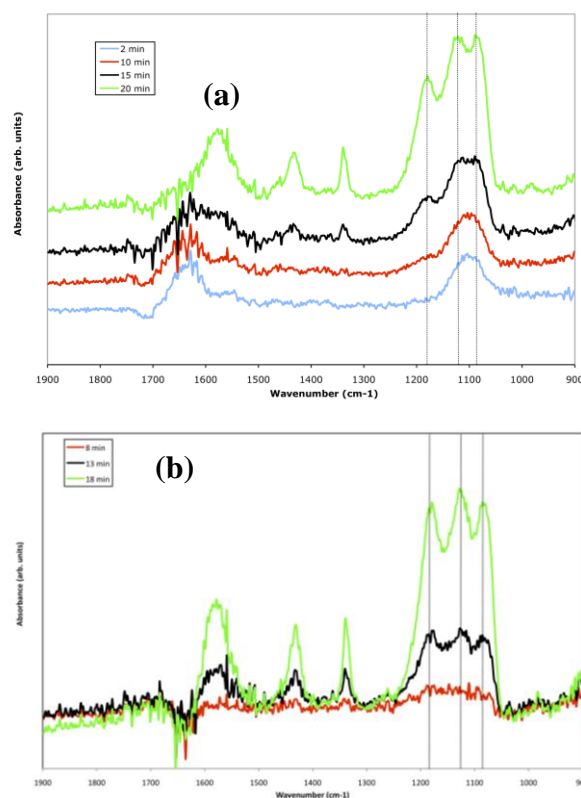 2 min
10 min
15 min
20 min
(a)
Absorbance (arb. units)
1900 1800 1700 1600 1500 1400 1300 1200 1100 1000 900
Wavenumber (cm-1)
8 min
13 min
18 min
(b)
Absorbance (arb. units)
1900 1800 1700 1600 1500 1400 1300 1200 1100 1000 900
Wavenumber (cm-1)